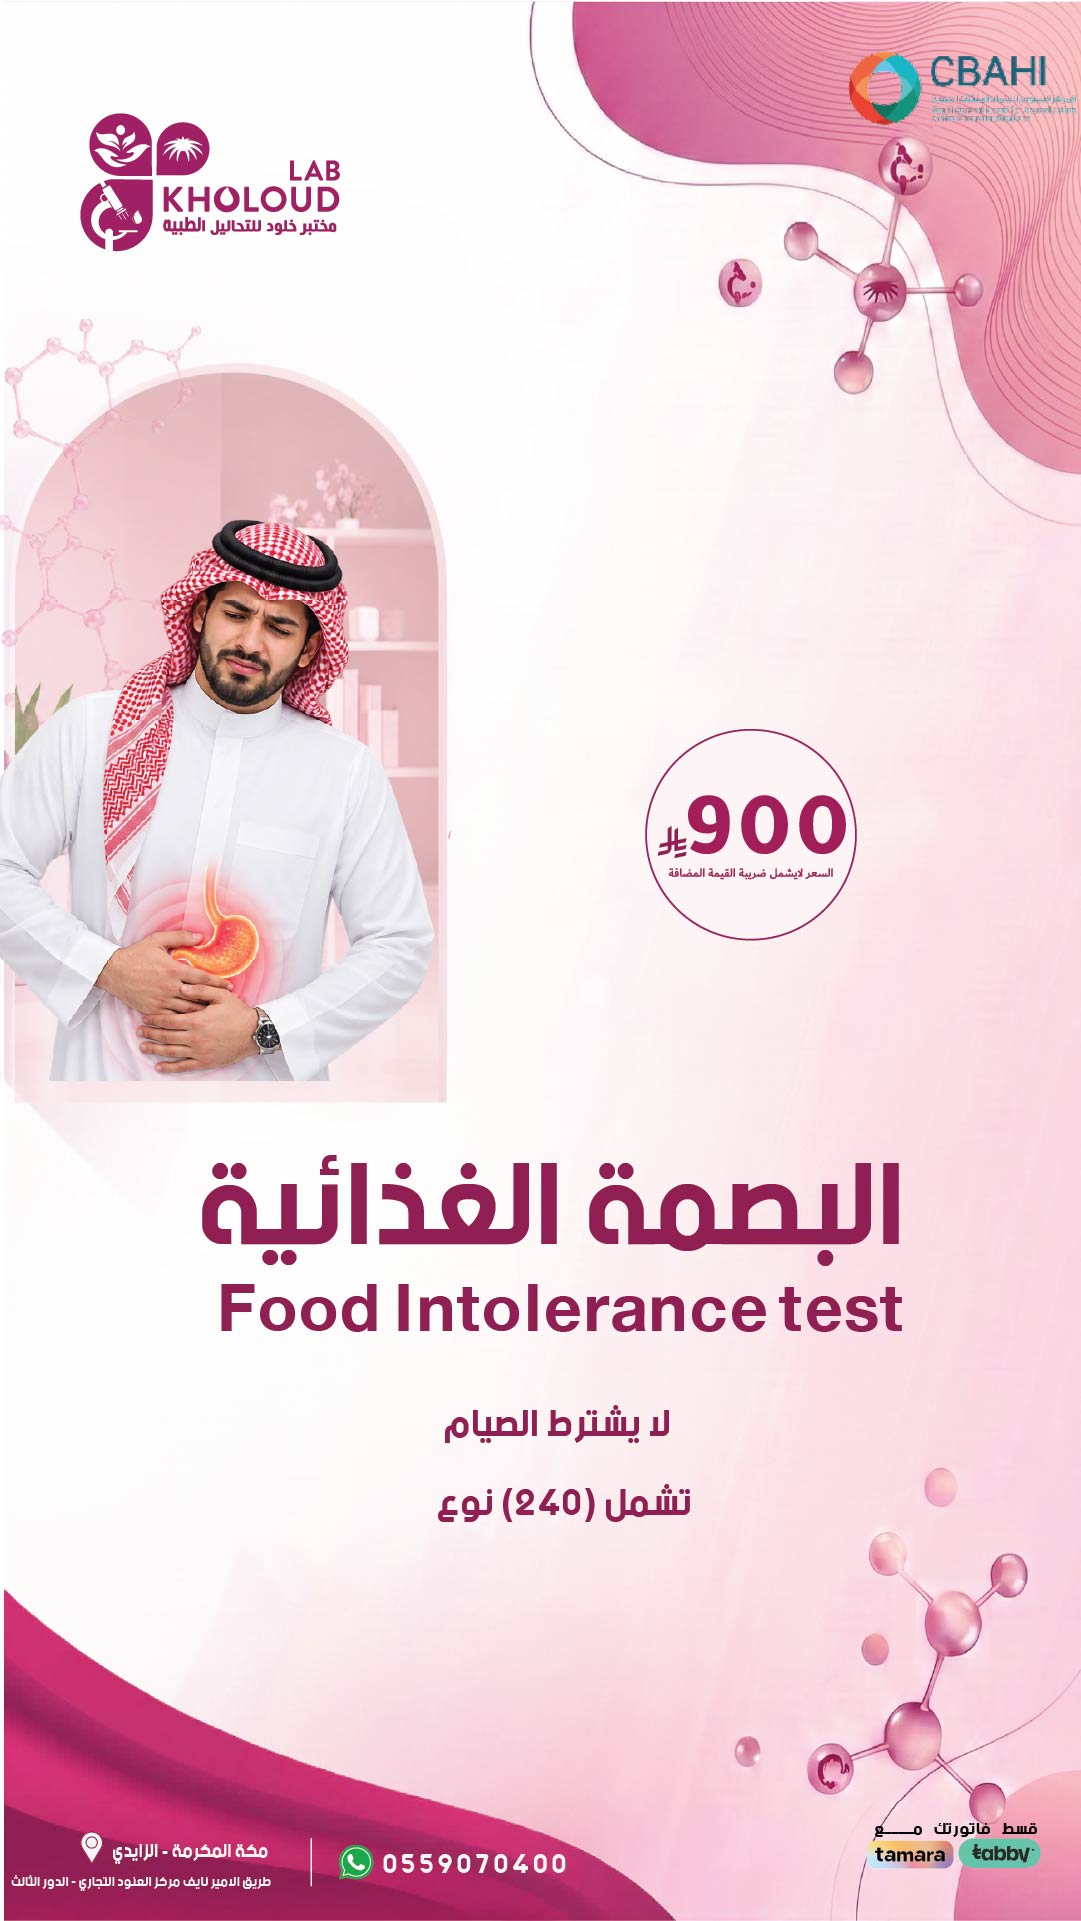 CBAHI
LAB
KHOLOUD
مختبر خلود للتحاليل الطبية
900
السعر لايشمل ضريبة القيمة المضافة
البصمة الغذائية
Food Intolerance test
لا يشترط الصيام
تشمل (240) نوع
قسط فاتورتك مـــع
tamara tabby
مكة المكرمة - الزايدي
طريق الامير نايف مركز العنود التجاري - الدور الثالث
0559070400